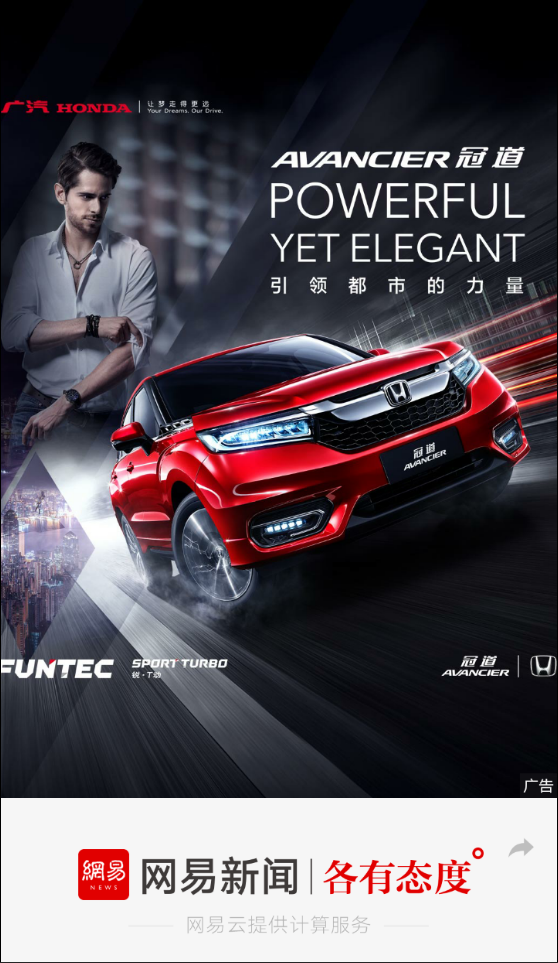 广汽 HONDA 让梦走得更远
Your Dreams. Our Drive.
AVANCIER 冠道
POWERFUL
YET ELEGANT
引领都市的力量
冠道
AVANCIER
FUNTEC SPORT TURBO
锐·T动
冠道
AVANCIER
广告
網易
NEWS
网易新闻 各有态度
网易云提供计算服务